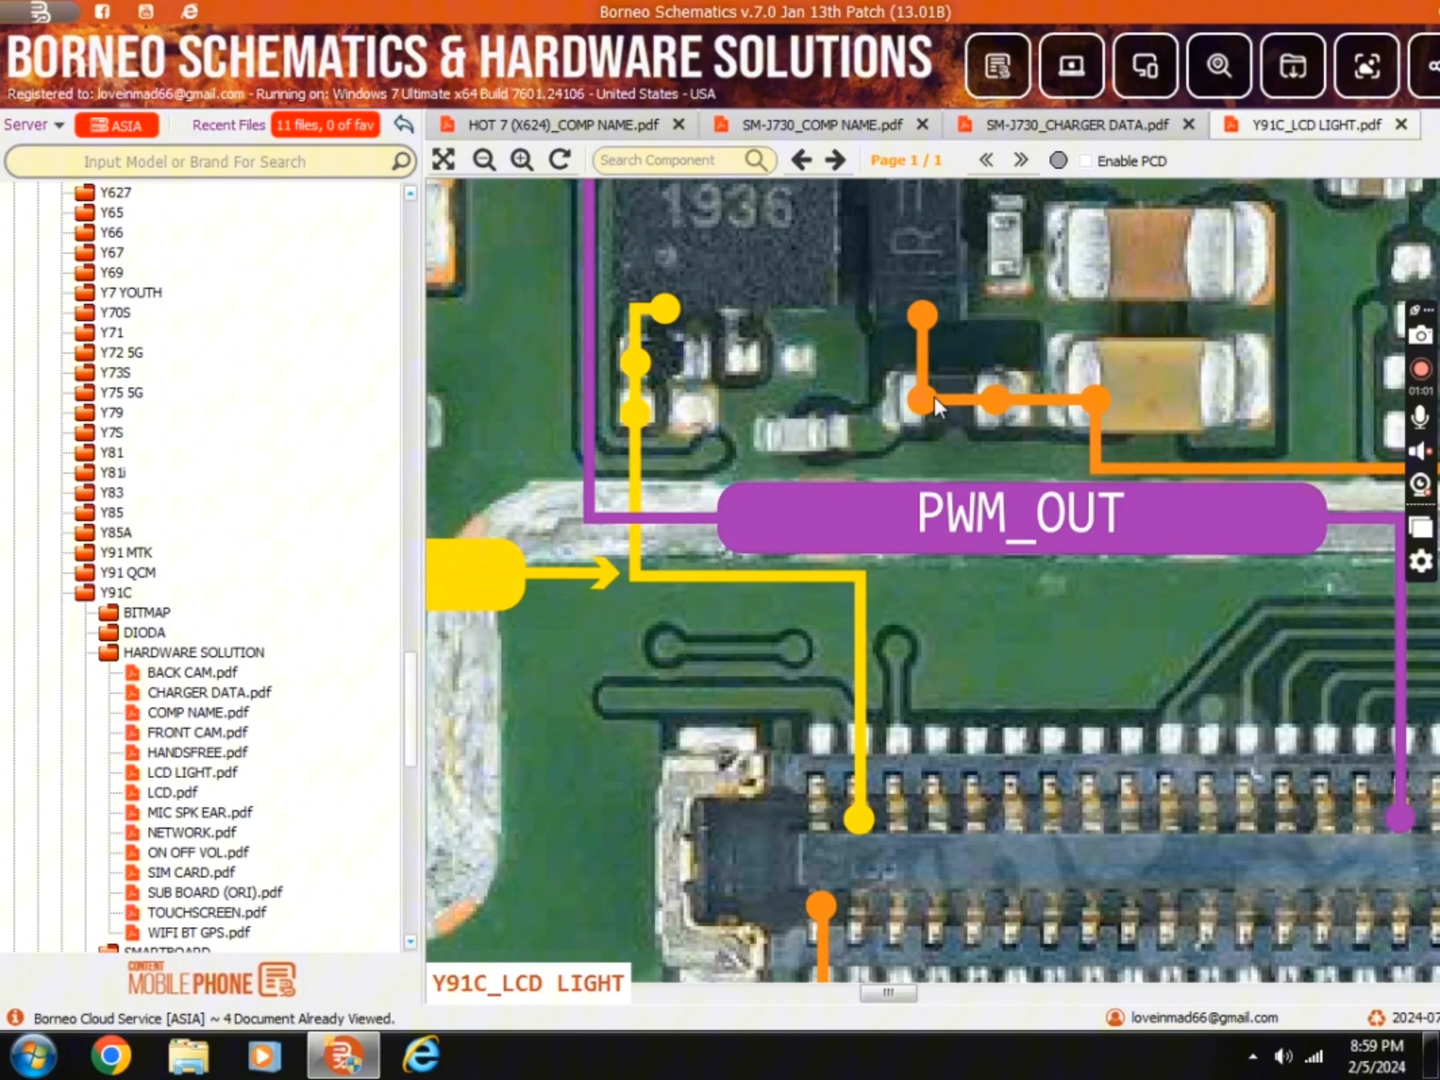 Borneo Schematics v.7.0 Jan 13th Patch (13.01B)
BORNEO SCHEMATICS & HARDWARE SOLUTIONS
Registered to: loveinmad66@gmail.com - Running on: Windows 7 Ultimate x64 Build 7601.24106 - United States - USA
Server
ASIA
Recent Files
11 files, 0 of fav
HOT 7 (X624)_COMP NAME.pdf
SM-J730_COMP NAME.pdf
SM-J730_CHARGER DATA.pdf
Y91C_LCD LIGHT.pdf
Input Model or Brand For Search
Search Component
Page 1 / 1
Enable PCD
Y627
Y65
Y66
Y67
Y69
Y7 YOUTH
Y70S
Y71
Y72 5G
Y73S
Y75 5G
Y79
Y7S
Y81
Y81i
Y83
Y85
Y85A
Y91 MTK
Y91 QCM
Y91C
BITMAP
DIODA
HARDWARE SOLUTION
BACK CAM.pdf
CHARGER DATA.pdf
COMP NAME.pdf
FRONT CAM.pdf
HANDSFREE.pdf
LCD LIGHT.pdf
LCD.pdf
MIC SPK EAR.pdf
NETWORK.pdf
ON OFF VOL.pdf
SIM CARD.pdf
SUB BOARD (ORI).pdf
TOUCHSCREEN.pdf
WIFI BT GPS.pdf
SMARTBOARD
1936
01:01
PWM_OUT
CONTENT
MOBILE PHONE
Y91C_LCD LIGHT
Borneo Cloud Service [ASIA] ~ 4 Document Already Viewed.
loveinmad66@gmail.com
2024-07
8:59 PM
2/5/2024